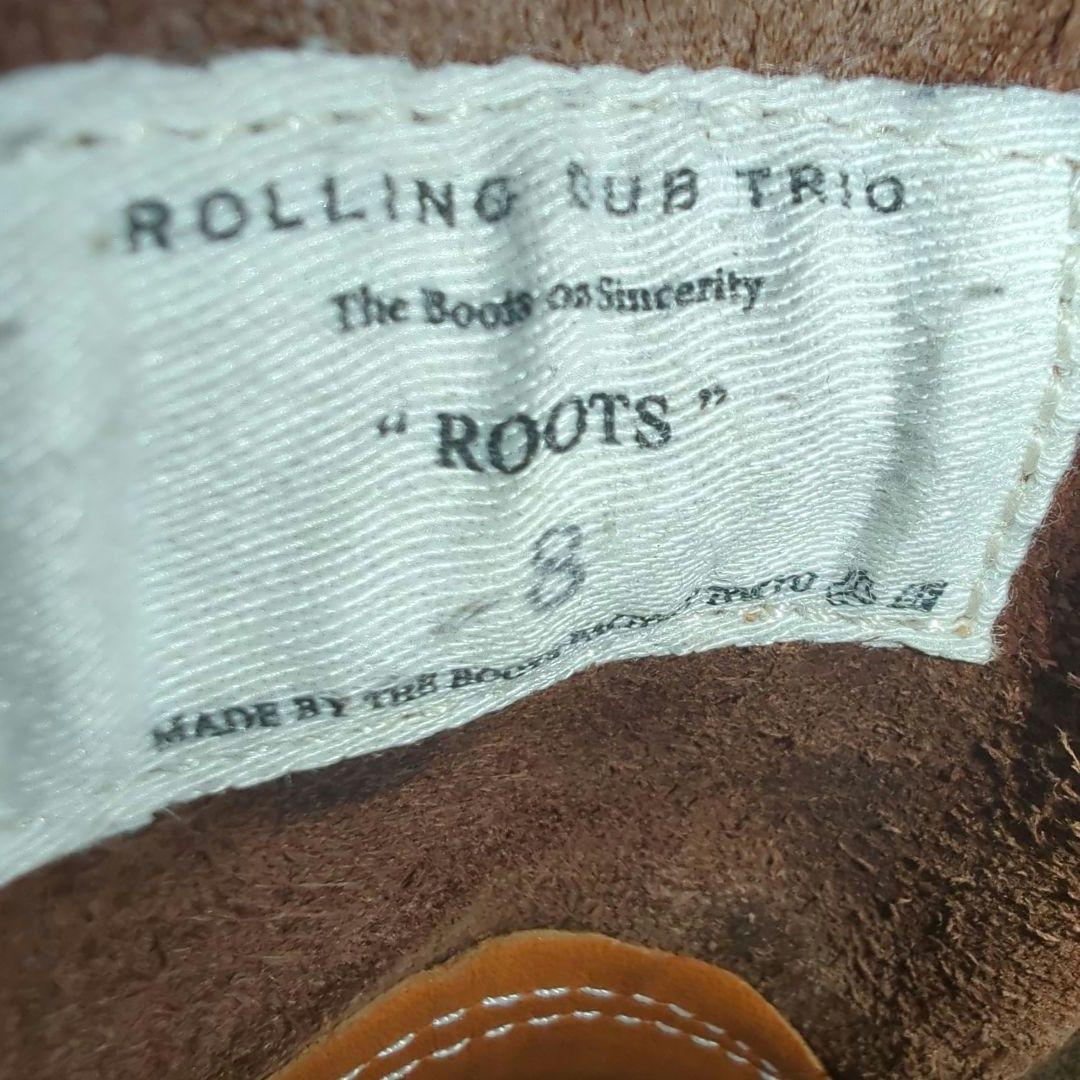 ROLLING DUB TRIO
The Boots on Sincerity
“ ROOTS ”
8
MADE BY THE BOOTS